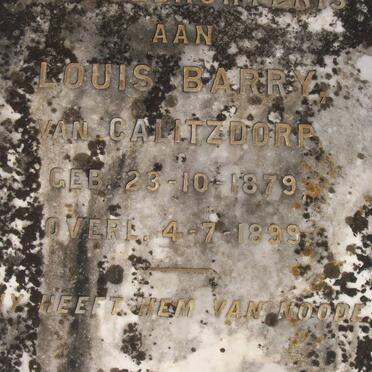 AAN
LOUIS BARRY,
VAN CALITZDORP
GEB. 23-10-1879,
OVERL. 4-7-1899.
HEEFT HEM VAN NOODE